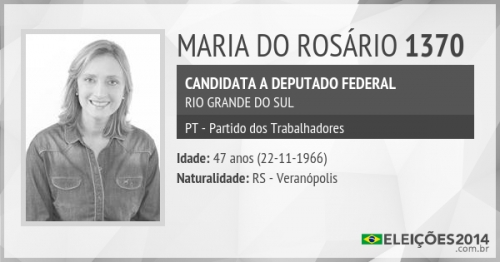 MARIA DO ROSÁRIO 1370
CANDIDATA A DEPUTADO FEDERAL
RIO GRANDE DO SUL
PT - Partido dos Trabalhadores
Idade: 47 anos (22-11-1966)
Naturalidade: RS - Veranópolis
ELEIÇÕES2014
.com.br